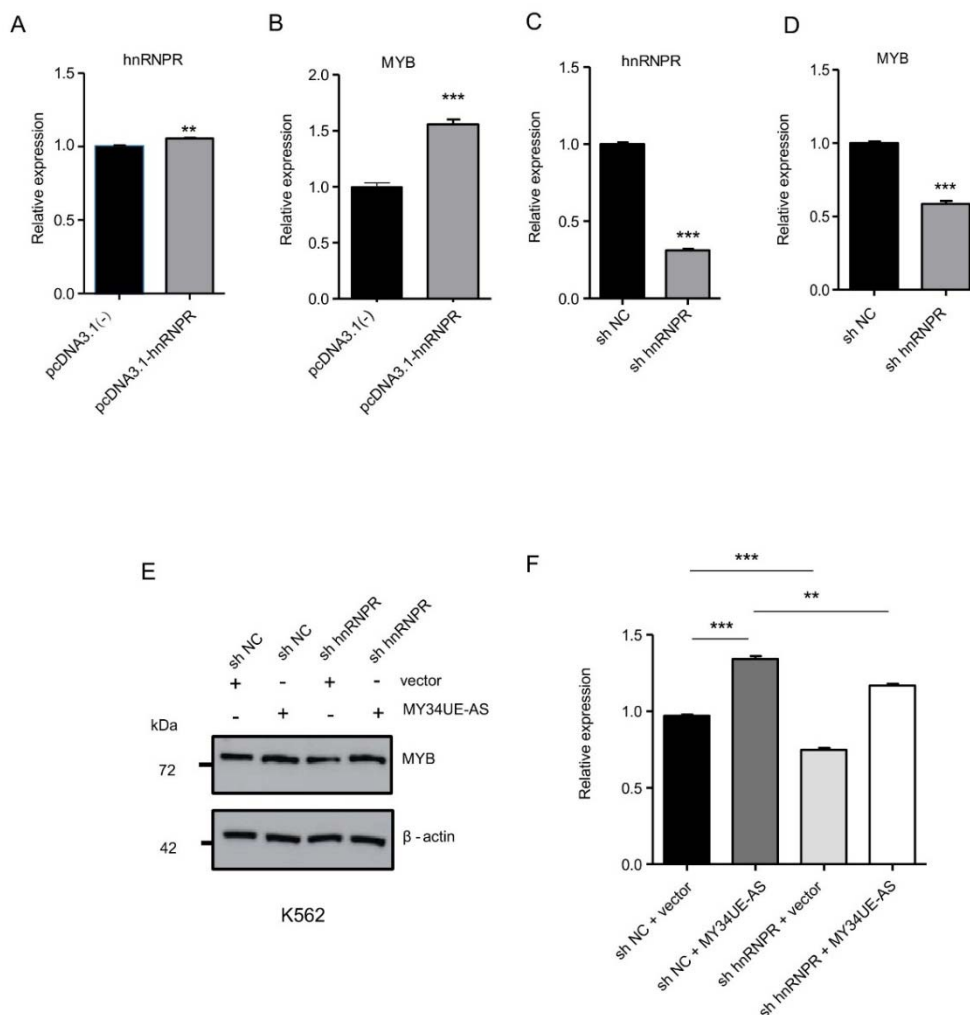 A
hnRNPR
Relative expression
1.5
1.0
0.5
0.0
**
pcDNA3.1(-)
pcDNA3.1-hnRNPR
B
MYB
Relative expression
2.0
1.5
1.0
0.5
0.0
***
pcDNA3.1(-)
pcDNA3.1-hnRNPR
C
hnRNPR
Relative expression
1.5
1.0
0.5
0.0
***
sh NC
sh hnRNPR
D
MYB
Relative expression
1.5
1.0
0.5
0.0
***
sh NC
sh hnRNPR
E
sh NC
sh NC
sh hnRNPR
sh hnRNPR
+ - + - vector
- + - + MY34UE-AS
kDa
72
MYB
42
β-actin
K562
F
***
**
***
Relative expression
1.5
1.0
0.5
0.0
sh NC + vector
sh NC + MY34UE-AS
sh hnRNPR + vector
sh hnRNPR + MY34UE-AS